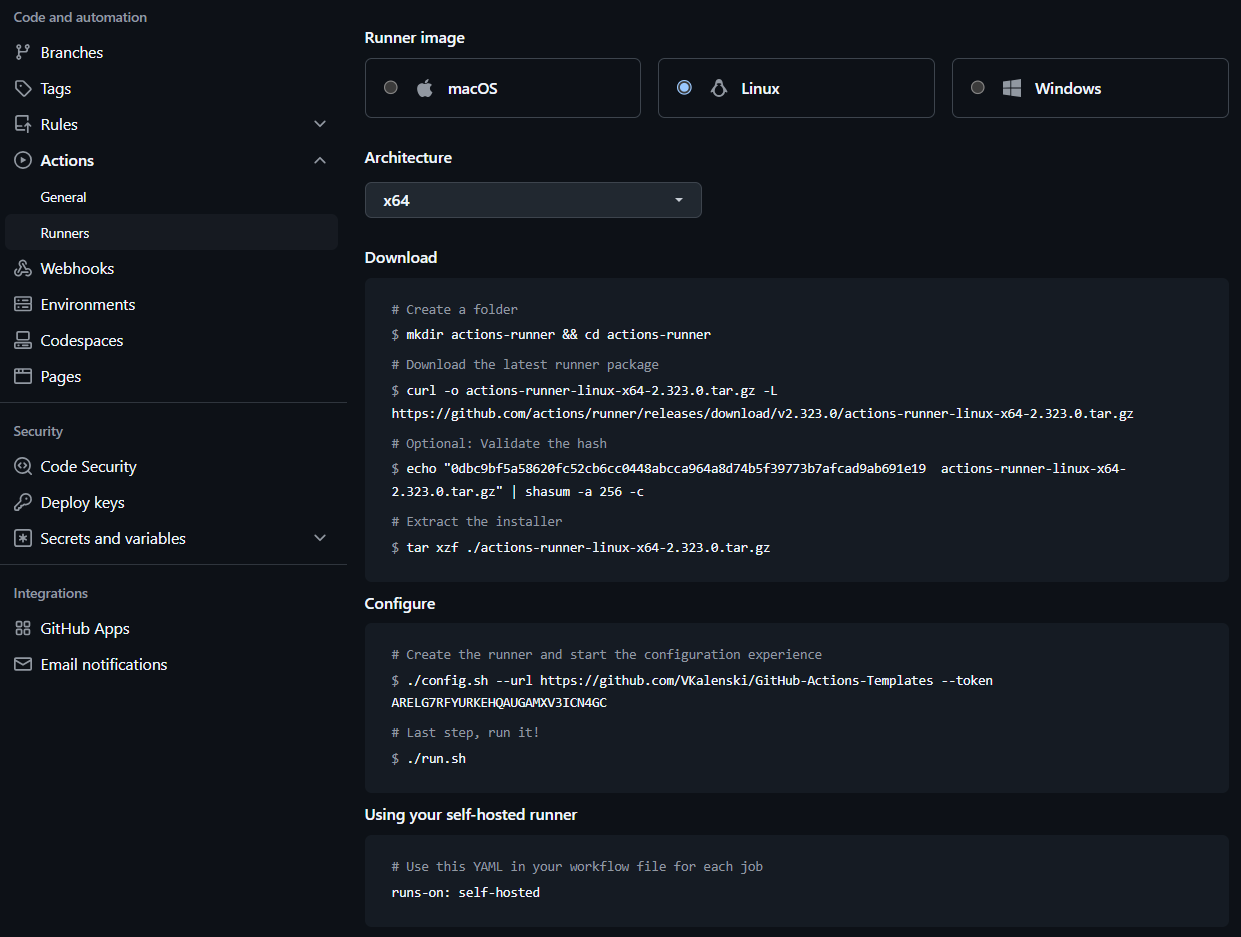 Code and automation
Branches
Tags
Rules
Actions
General
Runners
Webhooks
Environments
Codespaces
Pages
Security
Code Security
Deploy keys
Secrets and variables
Integrations
GitHub Apps
Email notifications
Runner image
macOS
Linux
Windows
Architecture
x64
Download
# Create a folder
$ mkdir actions-runner && cd actions-runner
# Download the latest runner package
$ curl -o actions-runner-linux-x64-2.323.0.tar.gz -L
https://github.com/actions/runner/releases/download/v2.323.0/actions-runner-linux-x64-2.323.0.tar.gz
# Optional: Validate the hash
$ echo "0dbc9bf5a58620fc52cb6cc0448abcca964a8d74b5f39773b7afcad9ab691e19  actions-runner-linux-x64-
2.323.0.tar.gz" | shasum -a 256 -c
# Extract the installer
$ tar xzf ./actions-runner-linux-x64-2.323.0.tar.gz
Configure
# Create the runner and start the configuration experience
$ ./config.sh --url https://github.com/VKalenski/GitHub-Actions-Templates --token
ARELG7RFYURKEHQAUGAMXV3ICN4GC
# Last step, run it!
$ ./run.sh
Using your self-hosted runner
# Use this YAML in your workflow file for each job
runs-on: self-hosted